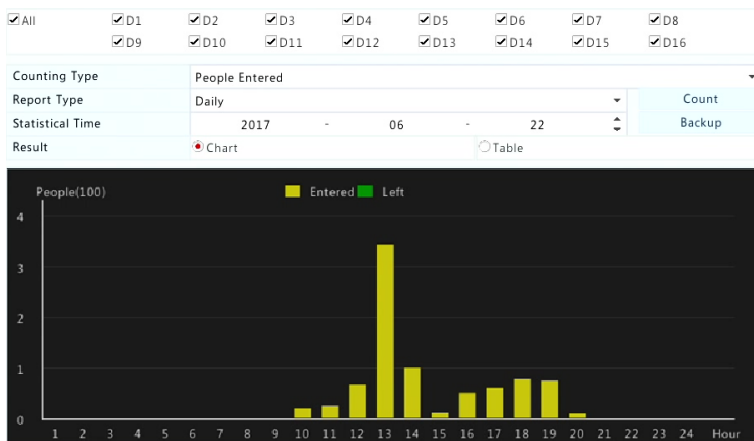 All D1 D2 D3 D4 D5 D6 D7 D8
D9 D10 D11 D12 D13 D14 D15 D16
Counting Type People Entered
Report Type Daily Count
Statistical Time 2017 - 06 - 22 Backup
Result Chart Table
People(100) Entered Left
4
3
2
1
0
1 2 3 4 5 6 7 8 9 10 11 12 13 14 15 16 17 18 19 20 21 22 23 24 Hour